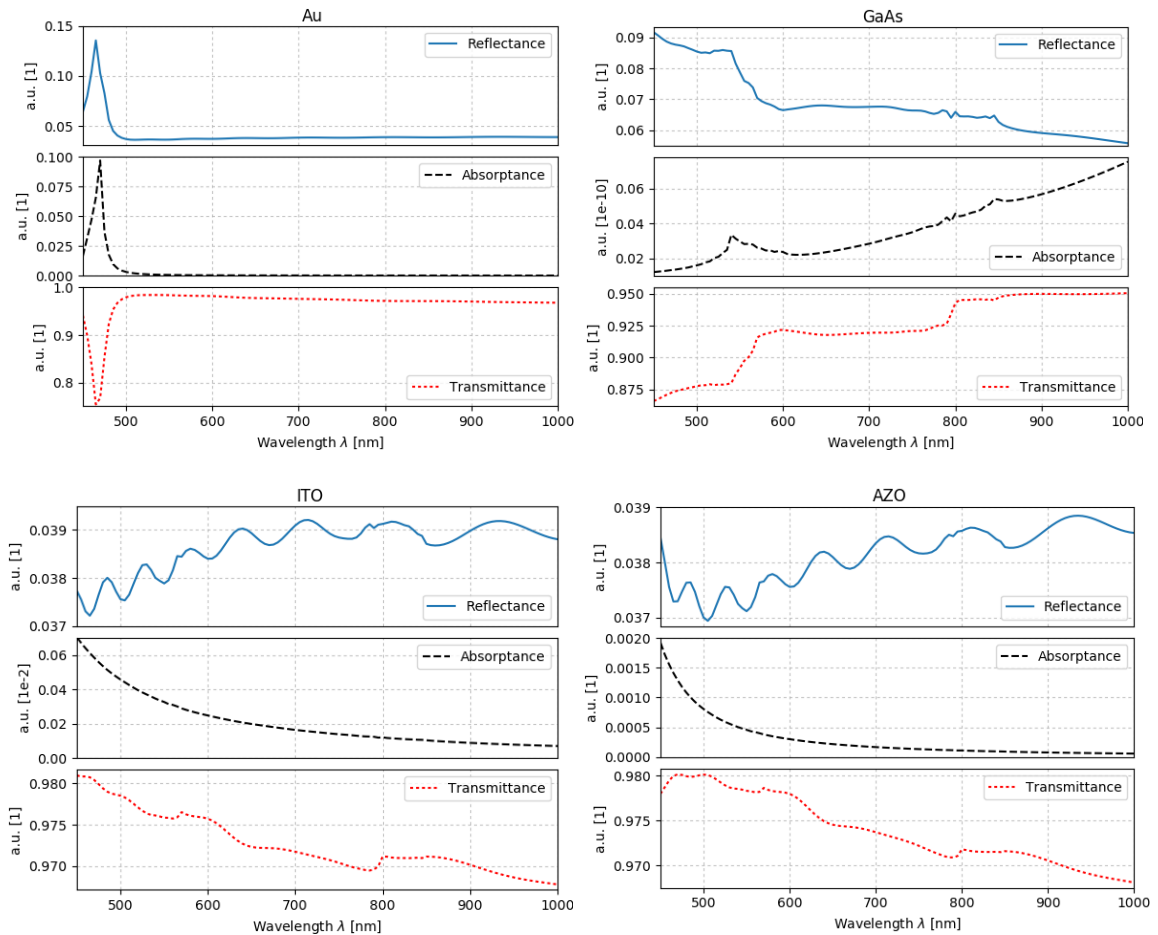 Au
0.15
0.10
0.05
a.u. [1]
Reflectance
0.100
0.075
0.050
0.025
0.000
a.u. [1]
Absorptance
1.0
0.9
0.8
a.u. [1]
Transmittance
500 600 700 800 900 1000
Wavelength λ [nm]
GaAs
0.09
0.08
0.07
0.06
a.u. [1]
Reflectance
0.06
0.04
0.02
a.u. [1e-10]
Absorptance
0.950
0.925
0.900
0.875
a.u. [1]
Transmittance
500 600 700 800 900 1000
Wavelength λ [nm]
ITO
0.039
0.038
0.037
a.u. [1]
Reflectance
0.06
0.04
0.02
0.00
a.u. [1e-2]
Absorptance
0.980
0.975
0.970
a.u. [1]
Transmittance
500 600 700 800 900 1000
Wavelength λ [nm]
AZO
0.039
0.038
0.037
a.u. [1]
Reflectance
0.0020
0.0015
0.0010
0.0005
0.0000
a.u. [1]
Absorptance
0.980
0.975
0.970
a.u. [1]
Transmittance
500 600 700 800 900 1000
Wavelength λ [nm]